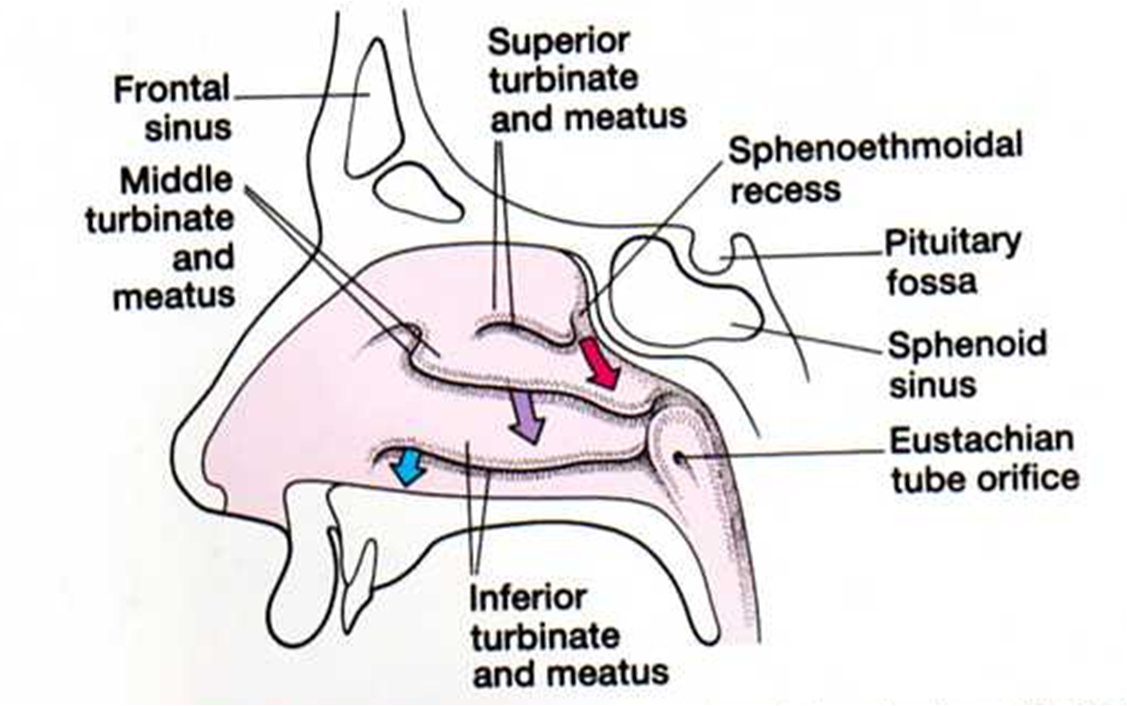 Frontal
sinus
Middle
turbinate
and
meatus
Superior
turbinate
and meatus
Sphenoethmoidal
recess
Pituitary
fossa
Sphenoid
sinus
Eustachian
tube orifice
Inferior
turbinate
and meatus